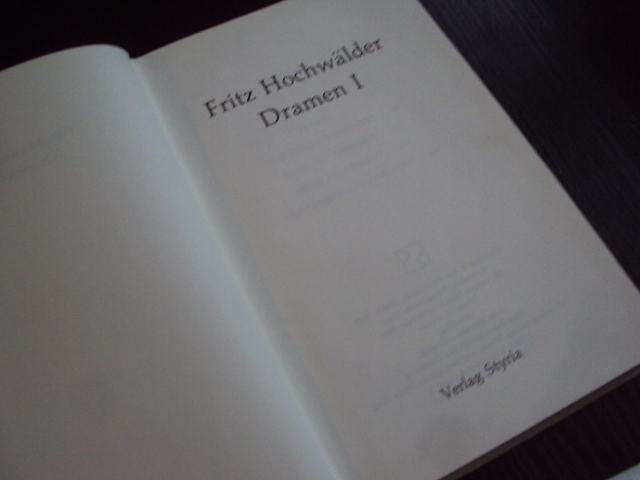 Fritz Hochwälder
Dramen I
Verlag Styria